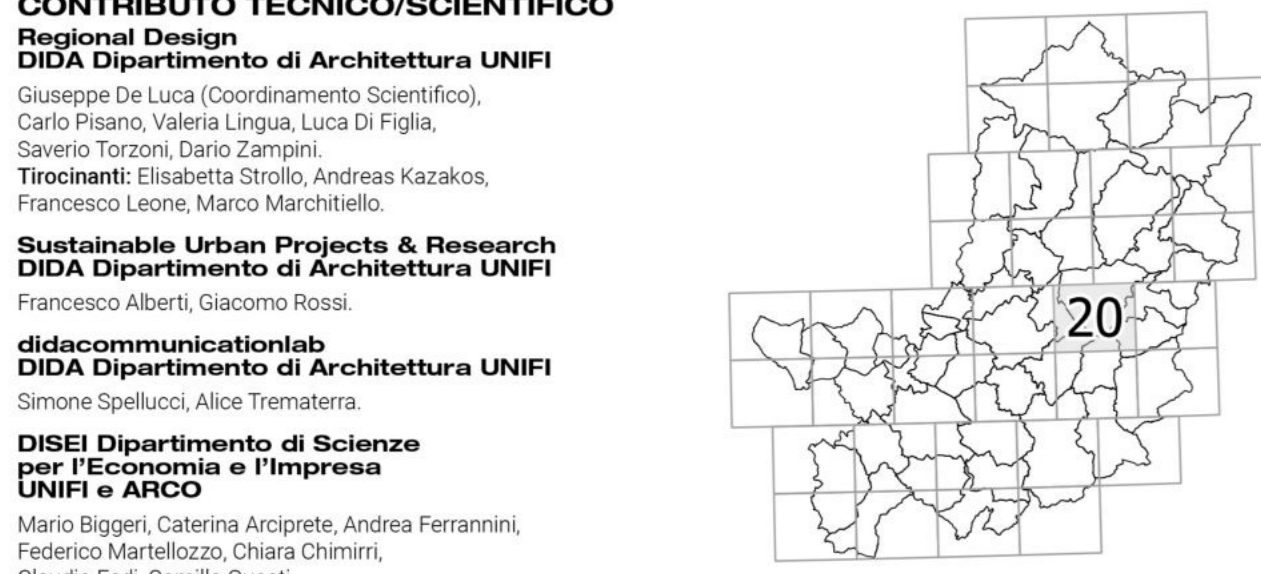 CONTRIBUTO TECNICO/SCIENTIFICO
Regional Design
DIDA Dipartimento di Architettura UNIFI
Giuseppe De Luca (Coordinamento Scientifico),
Carlo Pisano, Valeria Lingua, Luca Di Figlia,
Saverio Torzoni, Dario Zampini.
Tirocinanti: Elisabetta Strollo, Andreas Kazakos,
Francesco Leone, Marco Marchitiello.
Sustainable Urban Projects & Research
DIDA Dipartimento di Architettura UNIFI
Francesco Alberti, Giacomo Rossi.
didacommunicationlab
DIDA Dipartimento di Architettura UNIFI
Simone Spellucci, Alice Trematerra.
DISEI Dipartimento di Scienze
per l'Economia e l'Impresa
UNIFI e ARCO
Mario Biggeri, Caterina Arciprete, Andrea Ferrannini,
Federico Martellozzo, Chiara Chimirri,
20